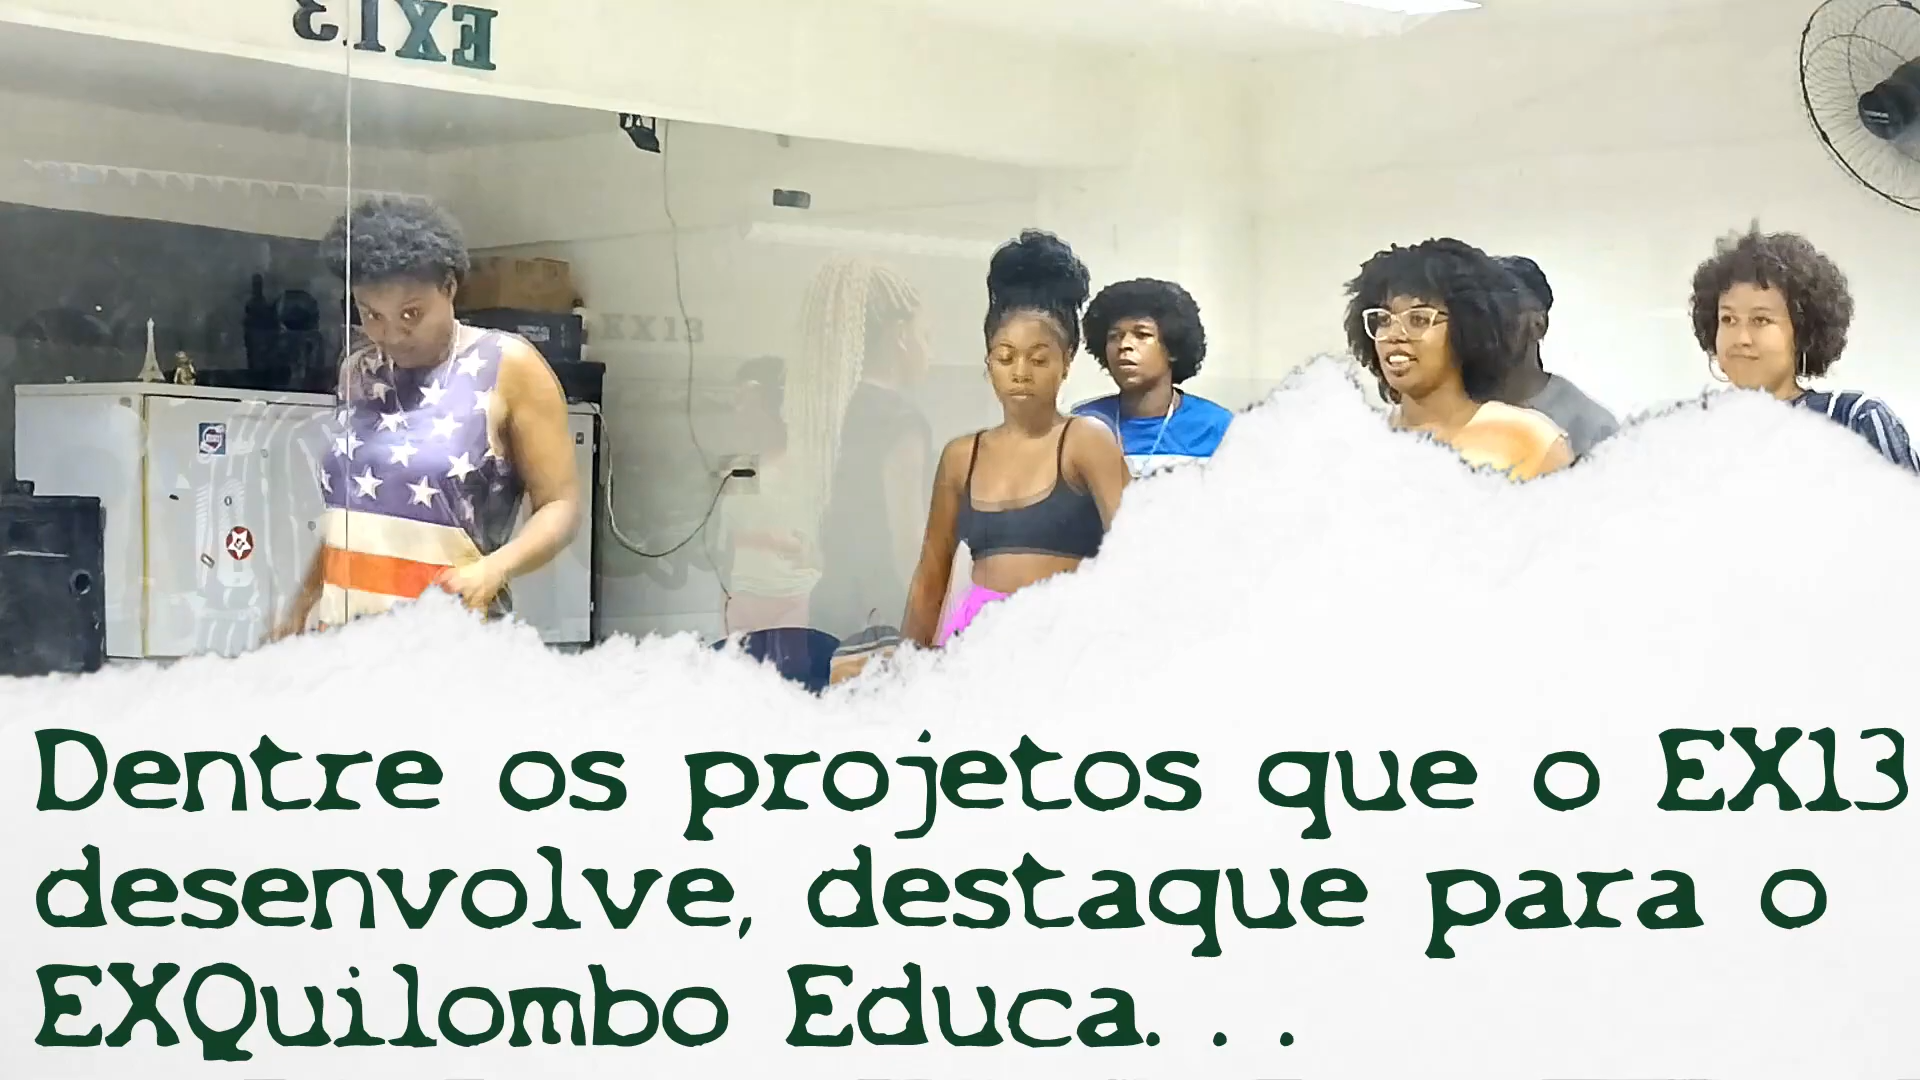 EX13
EX13
Dentre os projetos que o EX13
desenvolve, destaque para o
EXQuilombo Educa...